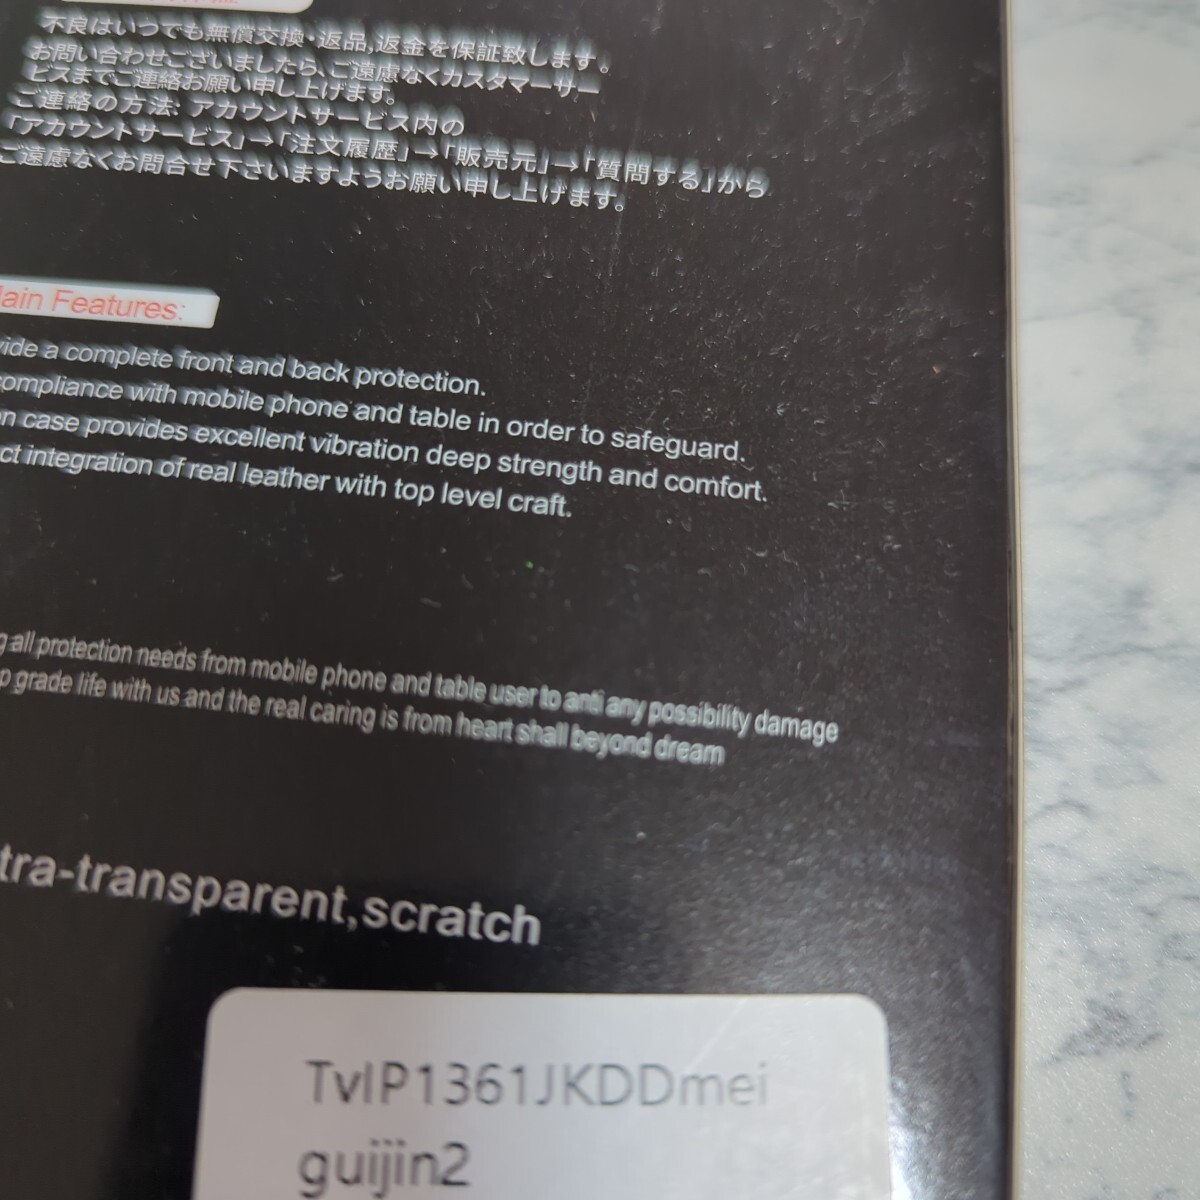 不良はいつでも無償交換・返品,返金を保証致します。
お問い合わせございましたら、ご遠慮なくカスタマーサー
ビスまでご連絡お願い申し上げます。
ご連絡の方法: アカウントサービス内の
「アカウントサービス」→「注文履歴」→「販売元」→「質問する」から
ご遠慮なくお問合せ下さいますようお願い申し上げます。
ain Features:
vide a complete front and back protection.
compliance with mobile phone and table in order to safeguard.
n case provides excellent vibration deep strength and comfort.
ct integration of real leather with top level craft.
g all protection needs from mobile phone and table user to anti any possibility damage
p grade life with us and the real caring is from heart shall beyond dream
tra-transparent,scratch
TvIP1361JKDDmei
guijin2